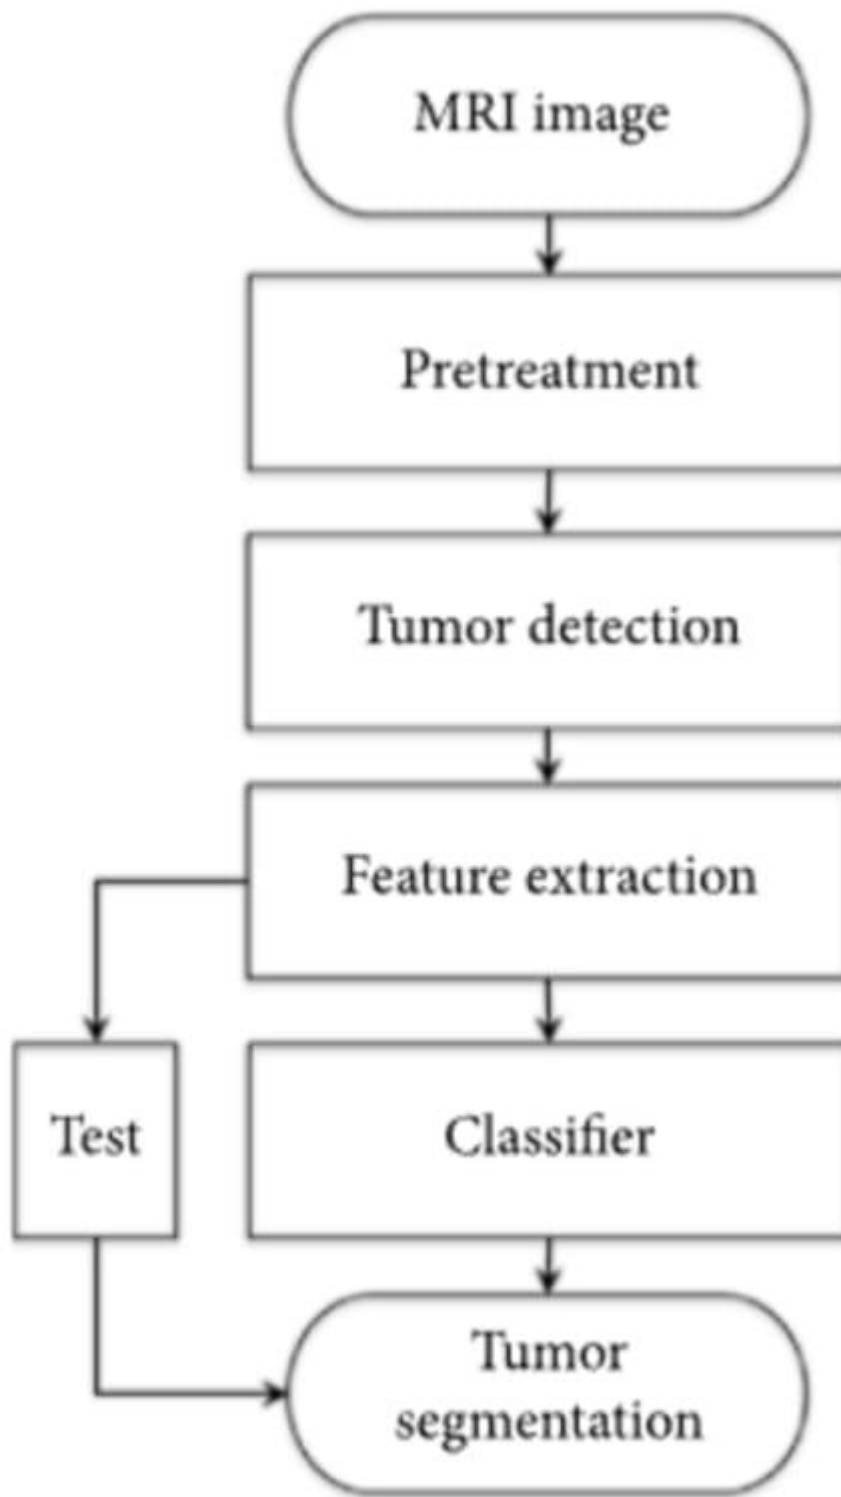 MRI image
Pretreatment
Tumor detection
Feature extraction
Test
Classifier
Tumor
segmentation